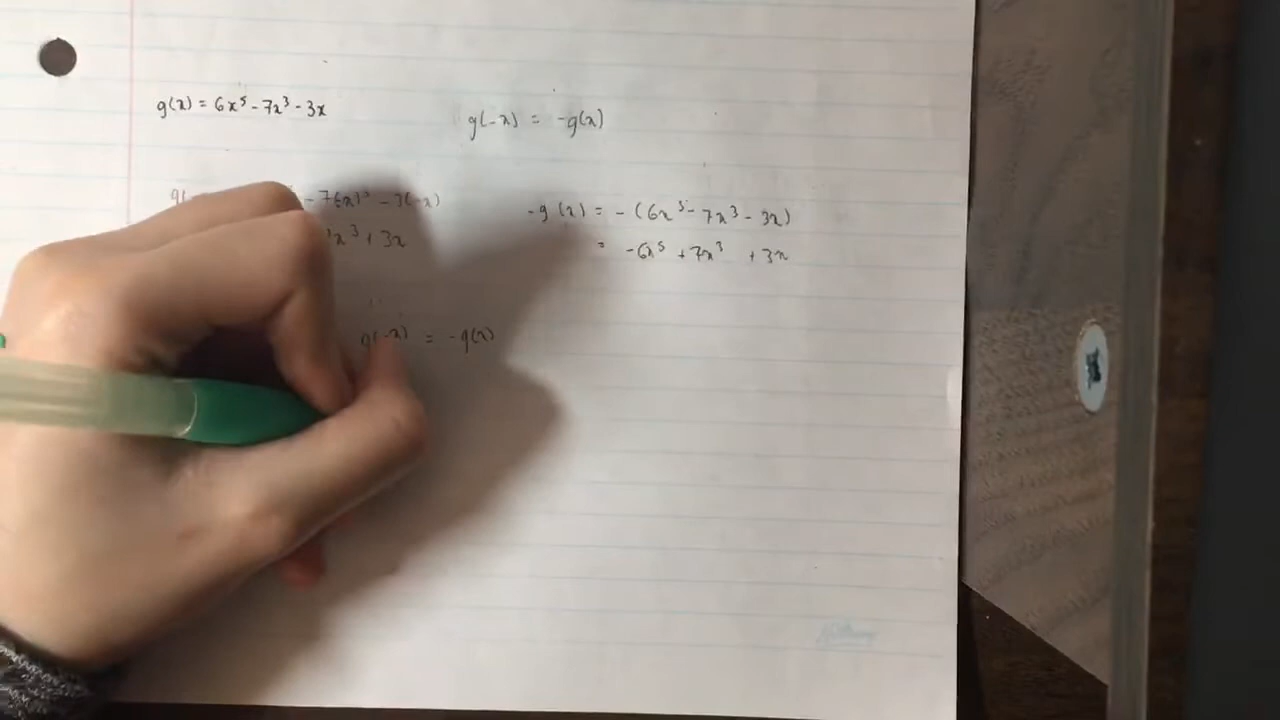 g(x) = 6x⁵ - 7x³ - 3x
g(-x) = -g(x)
- 7(-x)³ - 3(-x)
x³ + 3x
-g(x) = - (6x⁵ - 7x³ - 3x)
= -6x⁵ + 7x³ + 3x
g(-x) = -g(x)